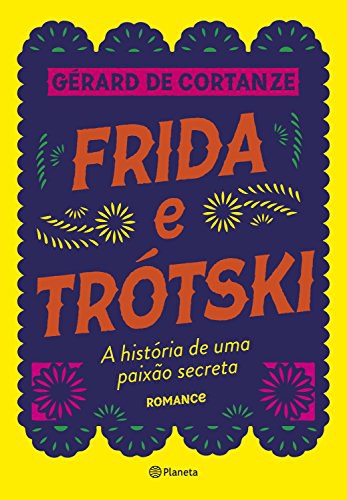 GÉRARD DE CORTANZE
FRIDA
e
TRÓTSKI
A história de uma
paixão secreta
ROMANCE
Planeta